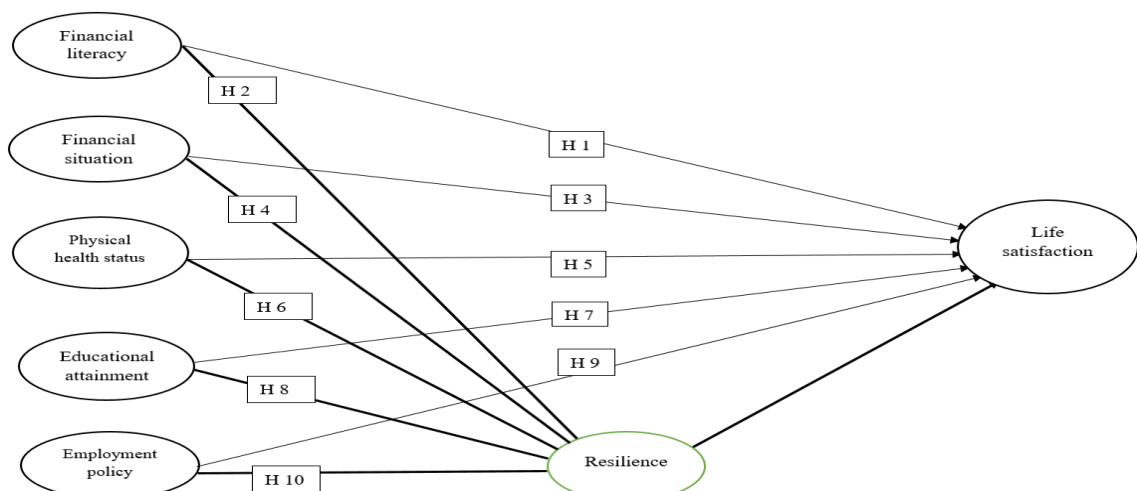 Financial
literacy
H 2
H 1
Financial
situation
H 4
H 3
Physical
health status
Life
satisfaction
H 5
H 6
H 7
Educational
attainment
H 8
H 9
Employment
policy
H 10
Resilience